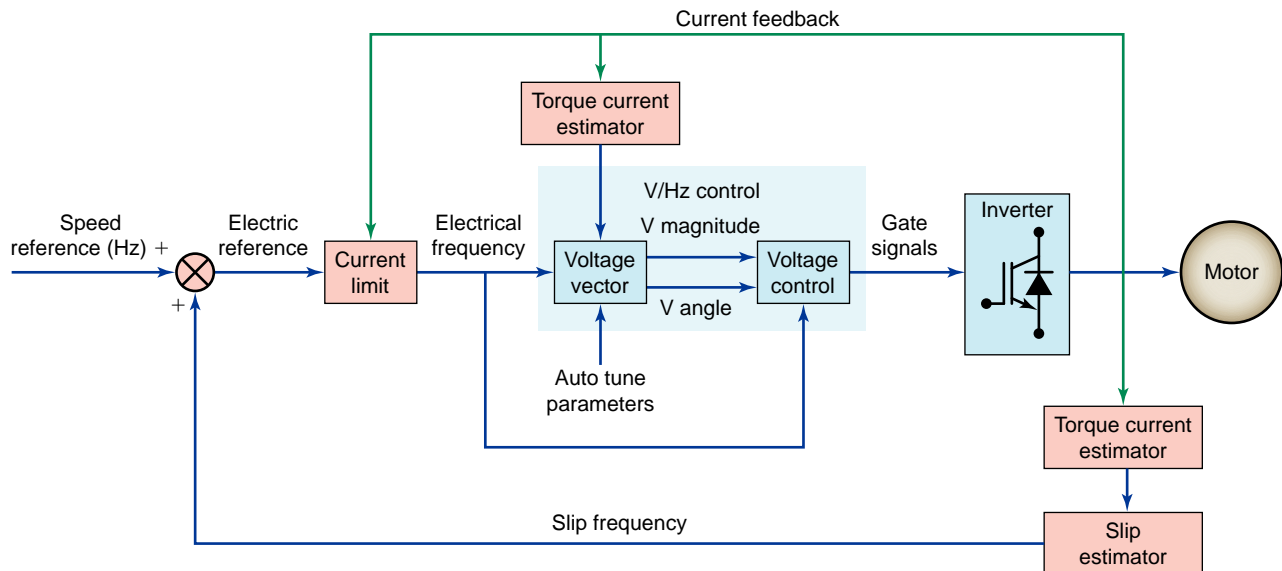 Current feedback
Torque current
estimator
V/Hz control
Speed
reference (Hz)
+
+
Electric
reference
Current
limit
Electrical
frequency
V magnitude
Voltage
vector
V angle
Voltage
control
Gate
signals
Inverter
Motor
Auto tune
parameters
Torque current
estimator
Slip frequency
Slip
estimator